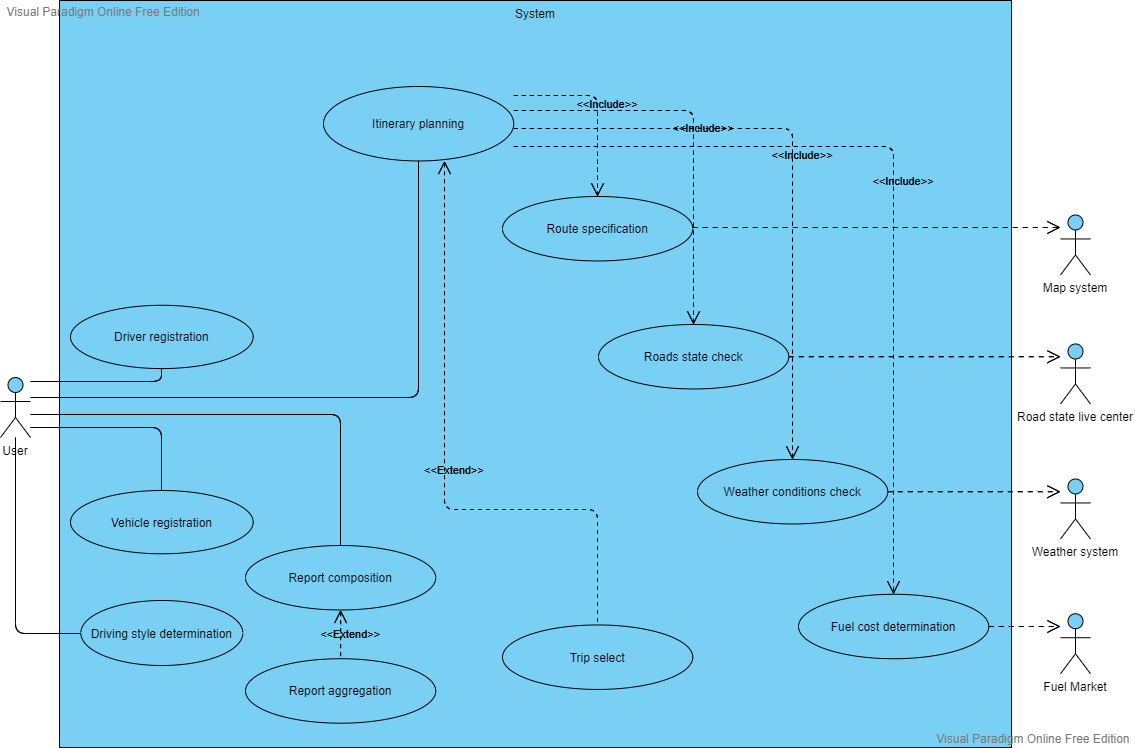 Visual Paradigm Online Free Edition
System
Itinerary planning
<<Include>>
<<Include>>
<<Include>>
<<Include>>
Route specification
Map system
Driver registration
Roads state check
Road state live center
User
<<Extend>>
Weather conditions check
Vehicle registration
Weather system
Report composition
Fuel cost determination
Driving style determination
<<Extend>>
Trip select
Fuel Market
Report aggregation
Visual Paradigm Online Free Edition